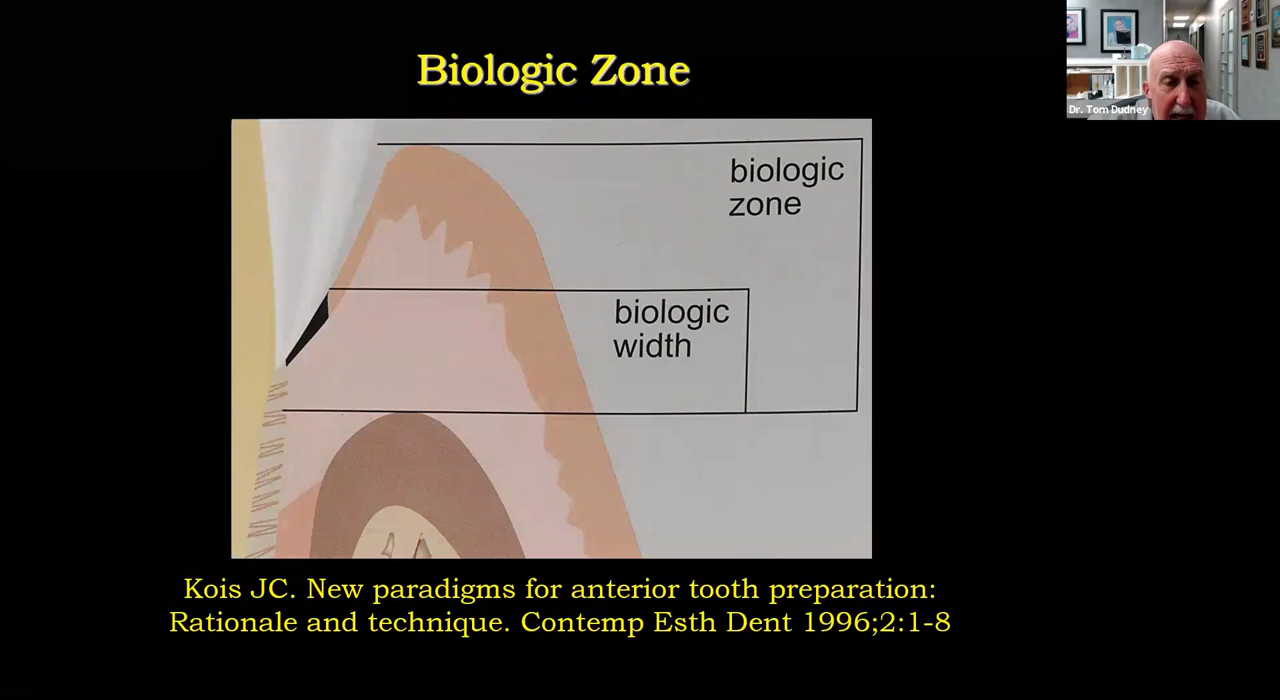 Biologic Zone
biologic
zone
biologic
width
Kois JC. New paradigms for anterior tooth preparation:
Rationale and technique. Contemp Esth Dent 1996;2:1-8
Dr. Tom Dudney